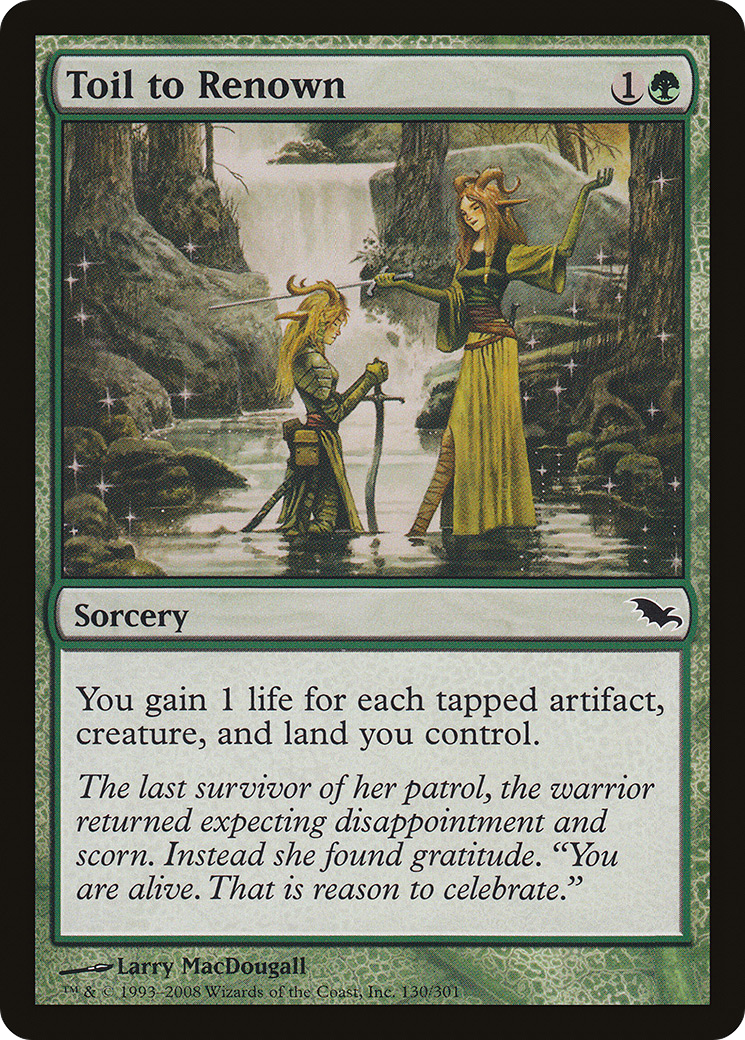 Toil to Renown 1
Sorcery
You gain 1 life for each tapped artifact,
creature, and land you control.
The last survivor of her patrol, the warrior
returned expecting disappointment and
scorn. Instead she found gratitude. “You
are alive. That is reason to celebrate.”
Larry MacDougall
™ & © 1993–2008 Wizards of the Coast, Inc. 130/301